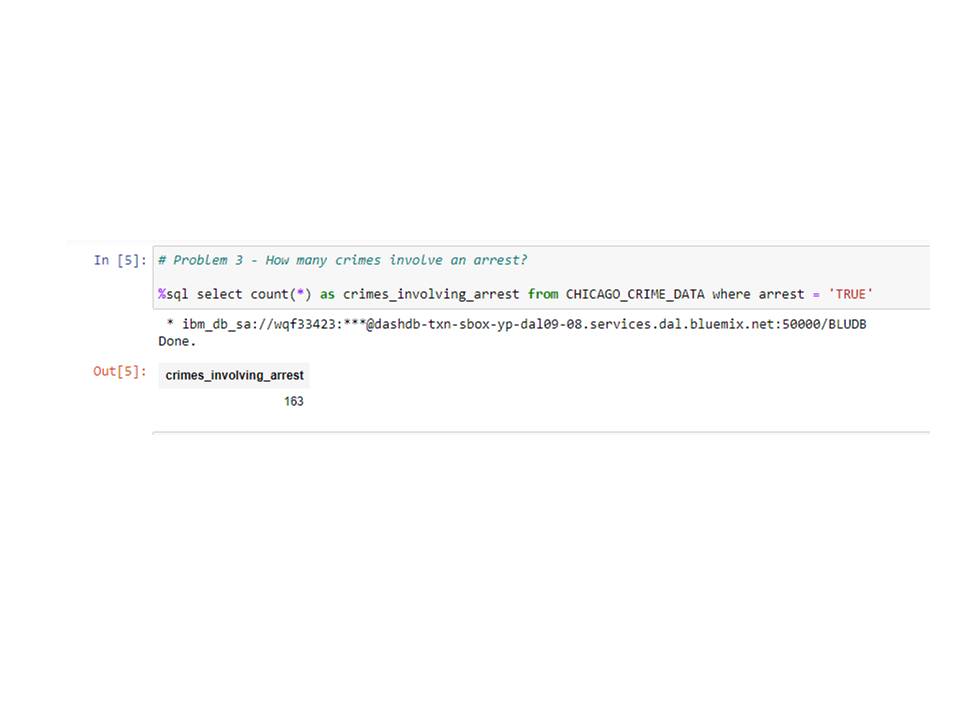 In [5]: # Problem 3 - How many crimes involve an arrest?
%sql select count(*) as crimes_involving_arrest from CHICAGO_CRIME_DATA where arrest = 'TRUE'
* ibm_db_sa://wqf33423:***@dashdb-txn-sbox-yp-dal09-08.services.dal.bluemix.net:50000/BLUDB
Done.
Out[5]: crimes_involving_arrest
163